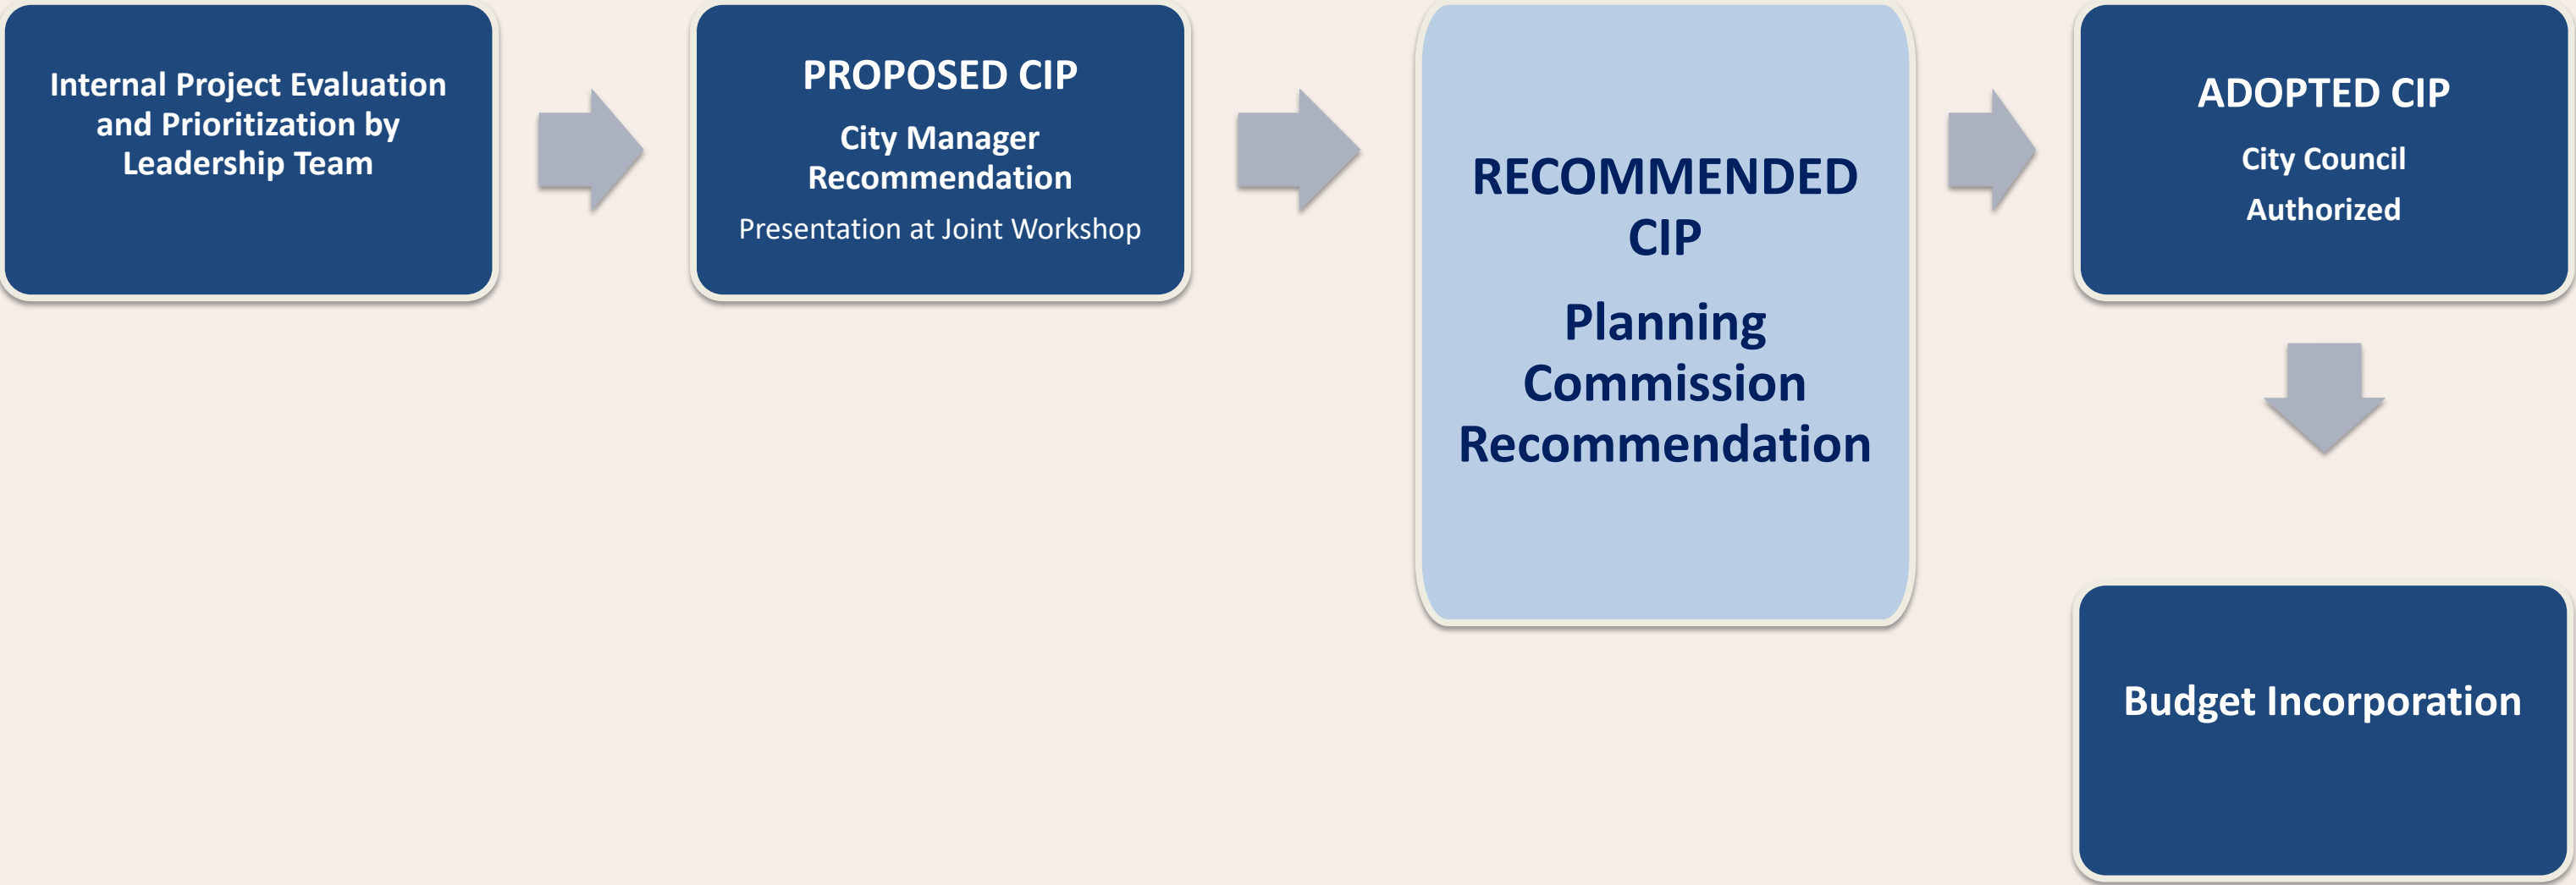 Internal Project Evaluation
and Prioritization by
Leadership Team
PROPOSED CIP
City Manager
Recommendation
Presentation at Joint Workshop
RECOMMENDED
CIP
Planning
Commission
Recommendation
ADOPTED CIP
City Council
Authorized
Budget Incorporation